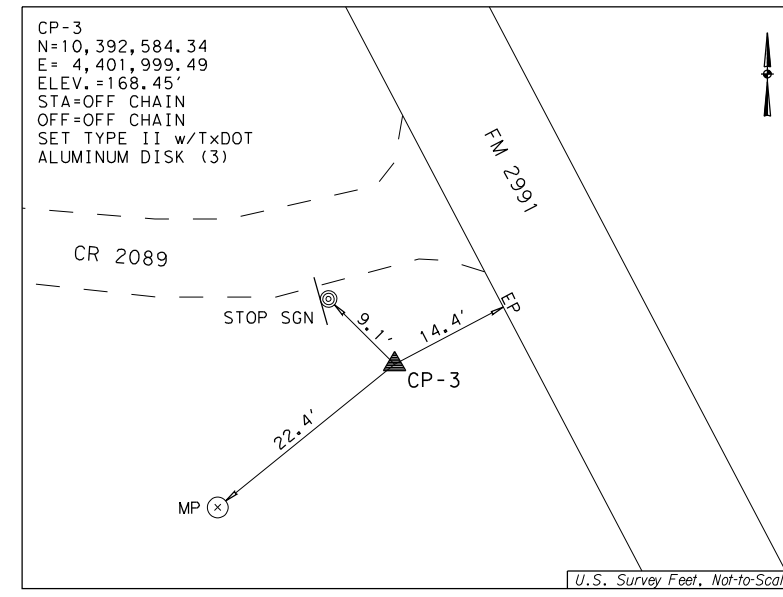 CP-3
N=10,392,584.34
E= 4,401,999.49
ELEV.=168.45'
STA=OFF CHAIN
OFF=OFF CHAIN
SET TYPE II w/TxDOT
ALUMINUM DISK (3)
FM 2991
CR 2089
STOP SGN
9.1'
14.4'
EP
CP-3
22.4'
MP
U.S. Survey Feet, Not-to-Scal